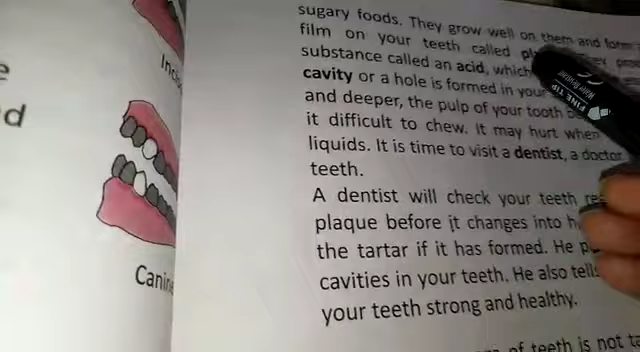 sugary foods. They grow well on them and form
film on your teeth called
substance called an acid, which
cavity or a hole is formed in your
and deeper, the pulp of your tooth
it difficult to chew. It may hurt when
liquids. It is time to visit a dentist, a doctor
teeth.
A dentist will check your teeth
plaque before it changes into
the tartar if it has formed. He
cavities in your teeth. He also tells
your teeth strong and healthy.
of teeth is not
Canine
FINE TIP